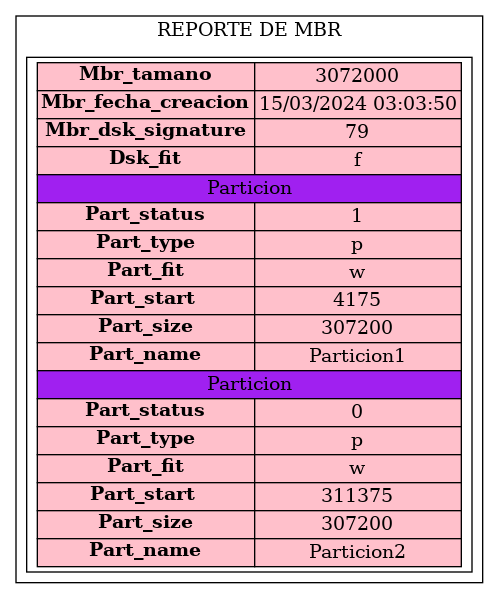 REPORTE DE MBR
Mbr_tamano 3072000
Mbr_fecha_creacion 15/03/2024 03:03:50
Mbr_dsk_signature 79
Dsk_fit f
Particion
Part_status 1
Part_type p
Part_fit w
Part_start 4175
Part_size 307200
Part_name Particion1
Particion
Part_status 0
Part_type p
Part_fit w
Part_start 311375
Part_size 307200
Part_name Particion2